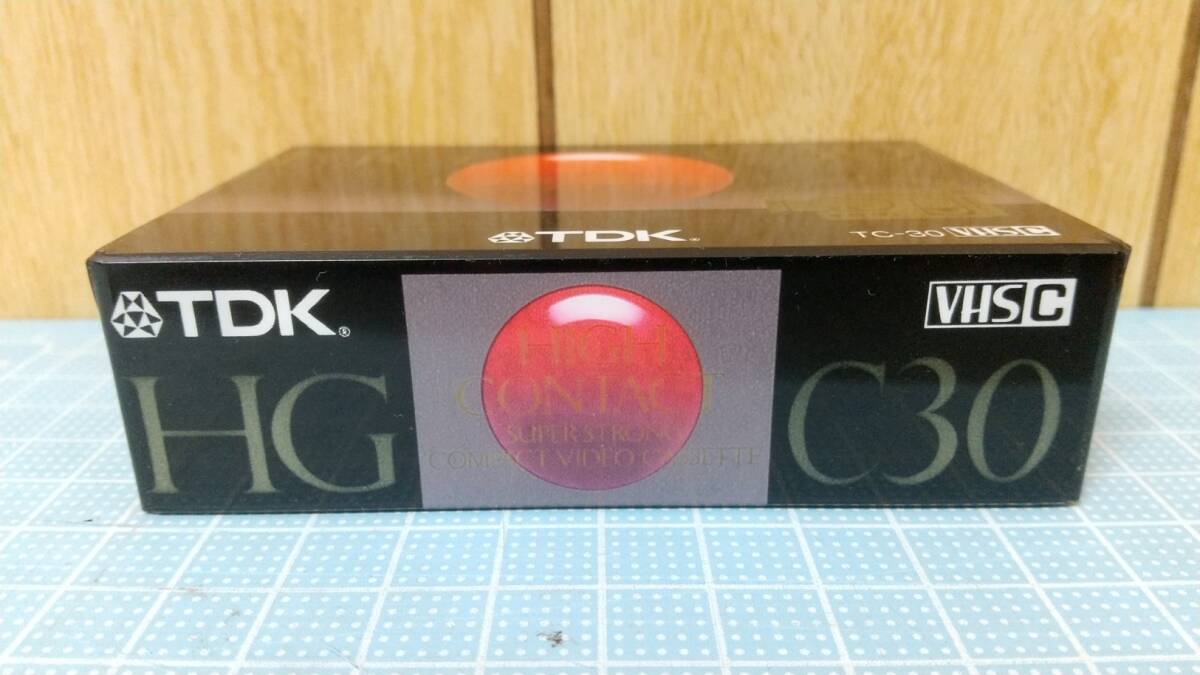 TDK®
TC-30 VHS C
TDK®
VHS C
HG
HIGH
CONTACT
SUPER STRONG
COMPACT VIDEO CASSETTE
C30